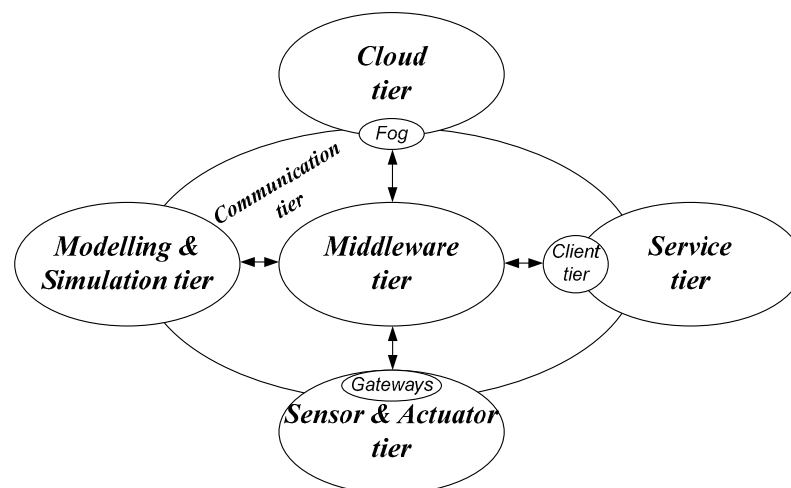 Cloud
tier
Fog
Communication
tier
Modelling &
Simulation tier
Middleware
tier
Client
tier
Service
tier
Gateways
Sensor & Actuator
tier